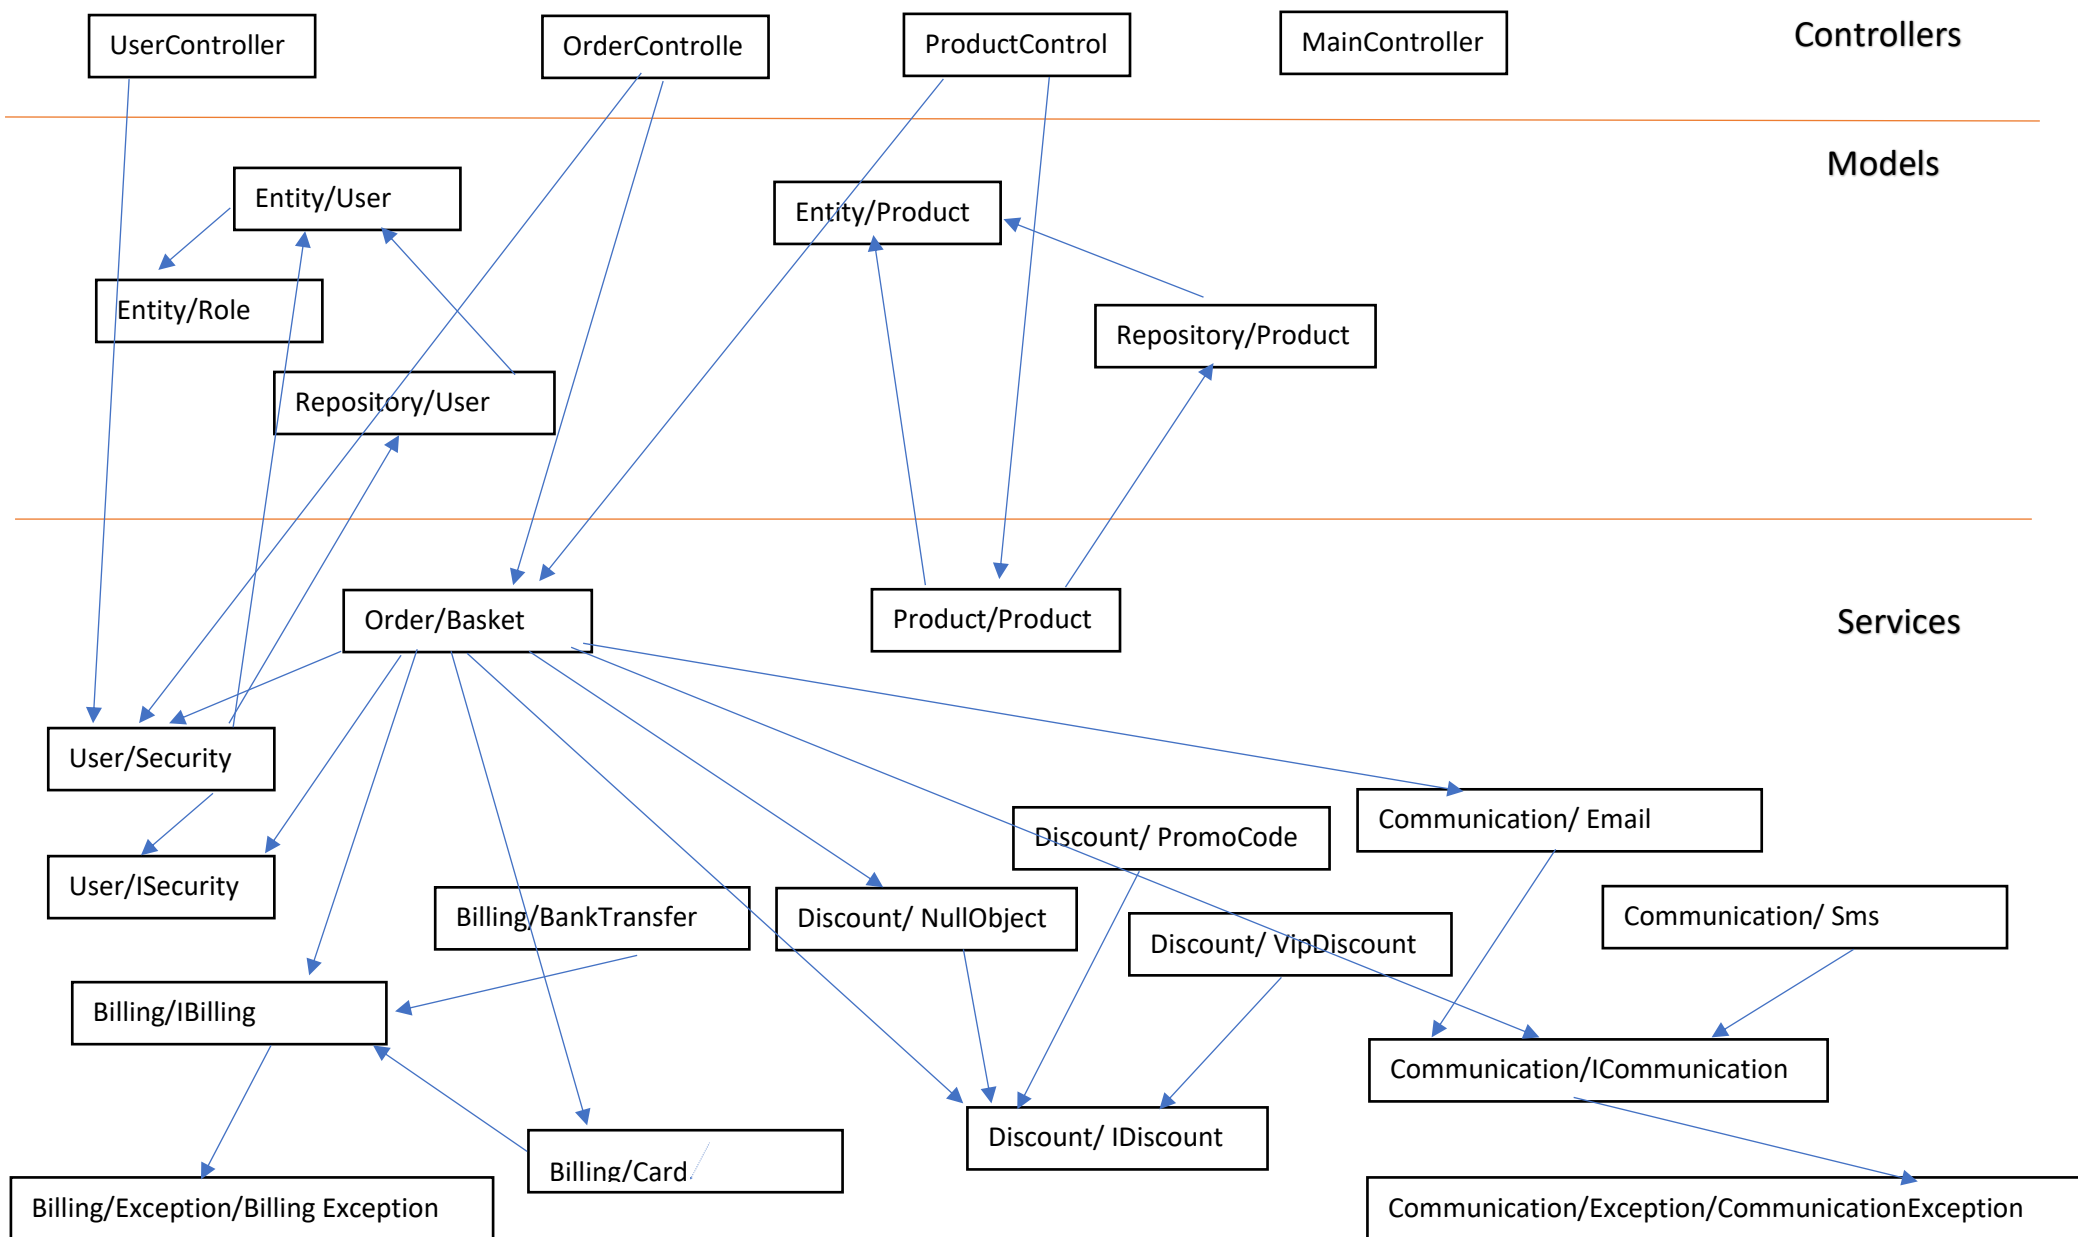 UserController
OrderControlle
ProductControl
MainController
Controllers
Models
Entity/User
Entity/Product
Entity/Role
Repository/Product
Repository/User
Order/Basket
Product/Product
Services
User/Security
Communication/ Email
Discount/ PromoCode
User/ISecurity
Billing/BankTransfer
Discount/ NullObject
Communication/ Sms
Discount/ VipDiscount
Billing/IBilling
Communication/ICommunication
Discount/ IDiscount
Billing/Card
Billing/Exception/Billing Exception
Communication/Exception/CommunicationException